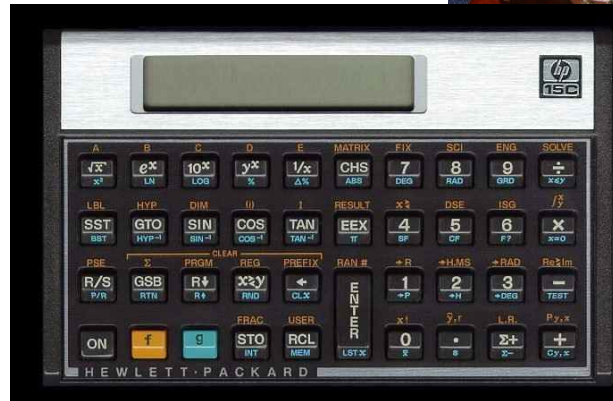 hp
15C
A B C D E MATRIX FIX SCI ENG SOLVE
√x e^x 10^x y^x 1/x CHS 7 8 9 ÷
x² LN LOG % Δ% ABS DEG RAD GRD x≤y
LBL HYP DIM (i) I RESULT x⇄ DSE ISG ∫
SST GTO SIN COS TAN EEX 4 5 6 ×
BST HYP⁻¹ SIN⁻¹ COS⁻¹ TAN⁻¹ π SF CF F? x=0
CLEAR
PSE Σ PRGM REG PREFIX RAN # →R →H.MS →RAD Re≷Im
R/S GSB R↓ x≷y ← ENTER 1 2 3 −
P/R RTN R↑ RND CLx →P →H →DEG TEST
FRAC USER x! ŷ,r L.R. Py,x
ON f g STO RCL 0 · Σ+ +
INT MEM LST x x̄ s Σ− Cy,x
HEWLETT·PACKARD